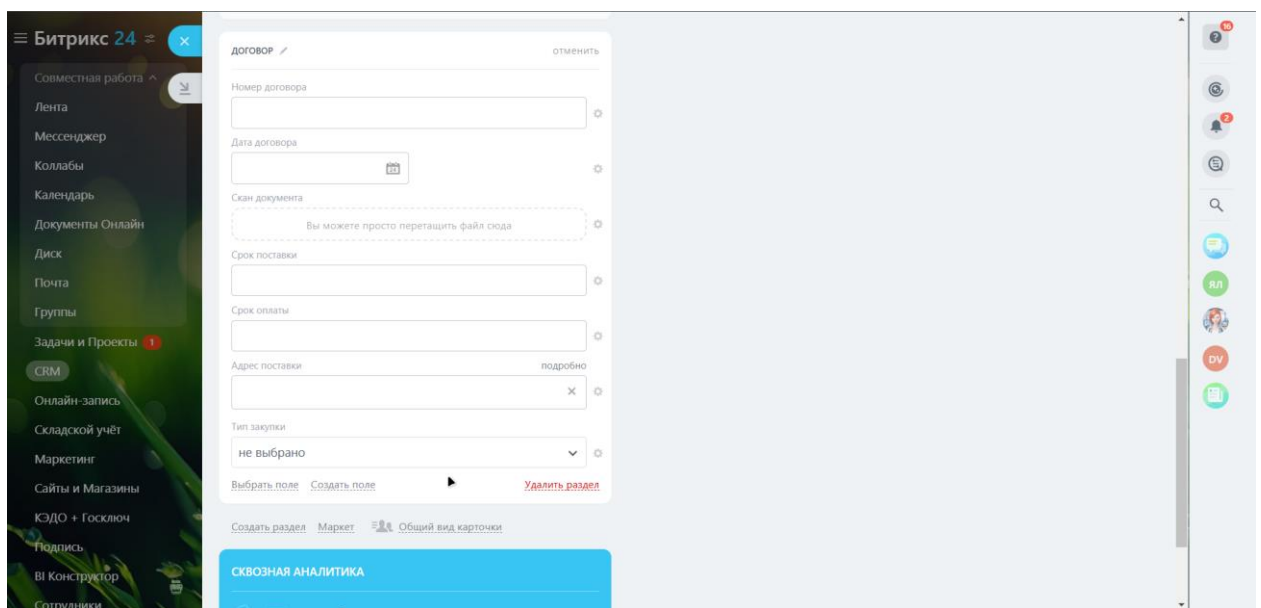 Битрикс 24
Совместная работа
Лента
Мессенджер
Коллабы
Календарь
Документы Онлайн
Диск
Почта
Группы
Задачи и Проекты 1
CRM
Онлайн-запись
Складской учёт
Маркетинг
Сайты и Магазины
КЭДО + Госключ
Подпись
BI Конструктор
Сотрудники
ДОГОВОР
отменить
Номер договора
Дата договора
24
Скан документа
Вы можете просто перетащить файл сюда
Срок поставки
Срок оплаты
Адрес поставки
подробно
Тип закупки
не выбрано
Выбрать поле Создать поле
Удалить раздел
Создать раздел Маркет Общий вид карточки
СКВОЗНАЯ АНАЛИТИКА
16
2
ЯЛ
DV